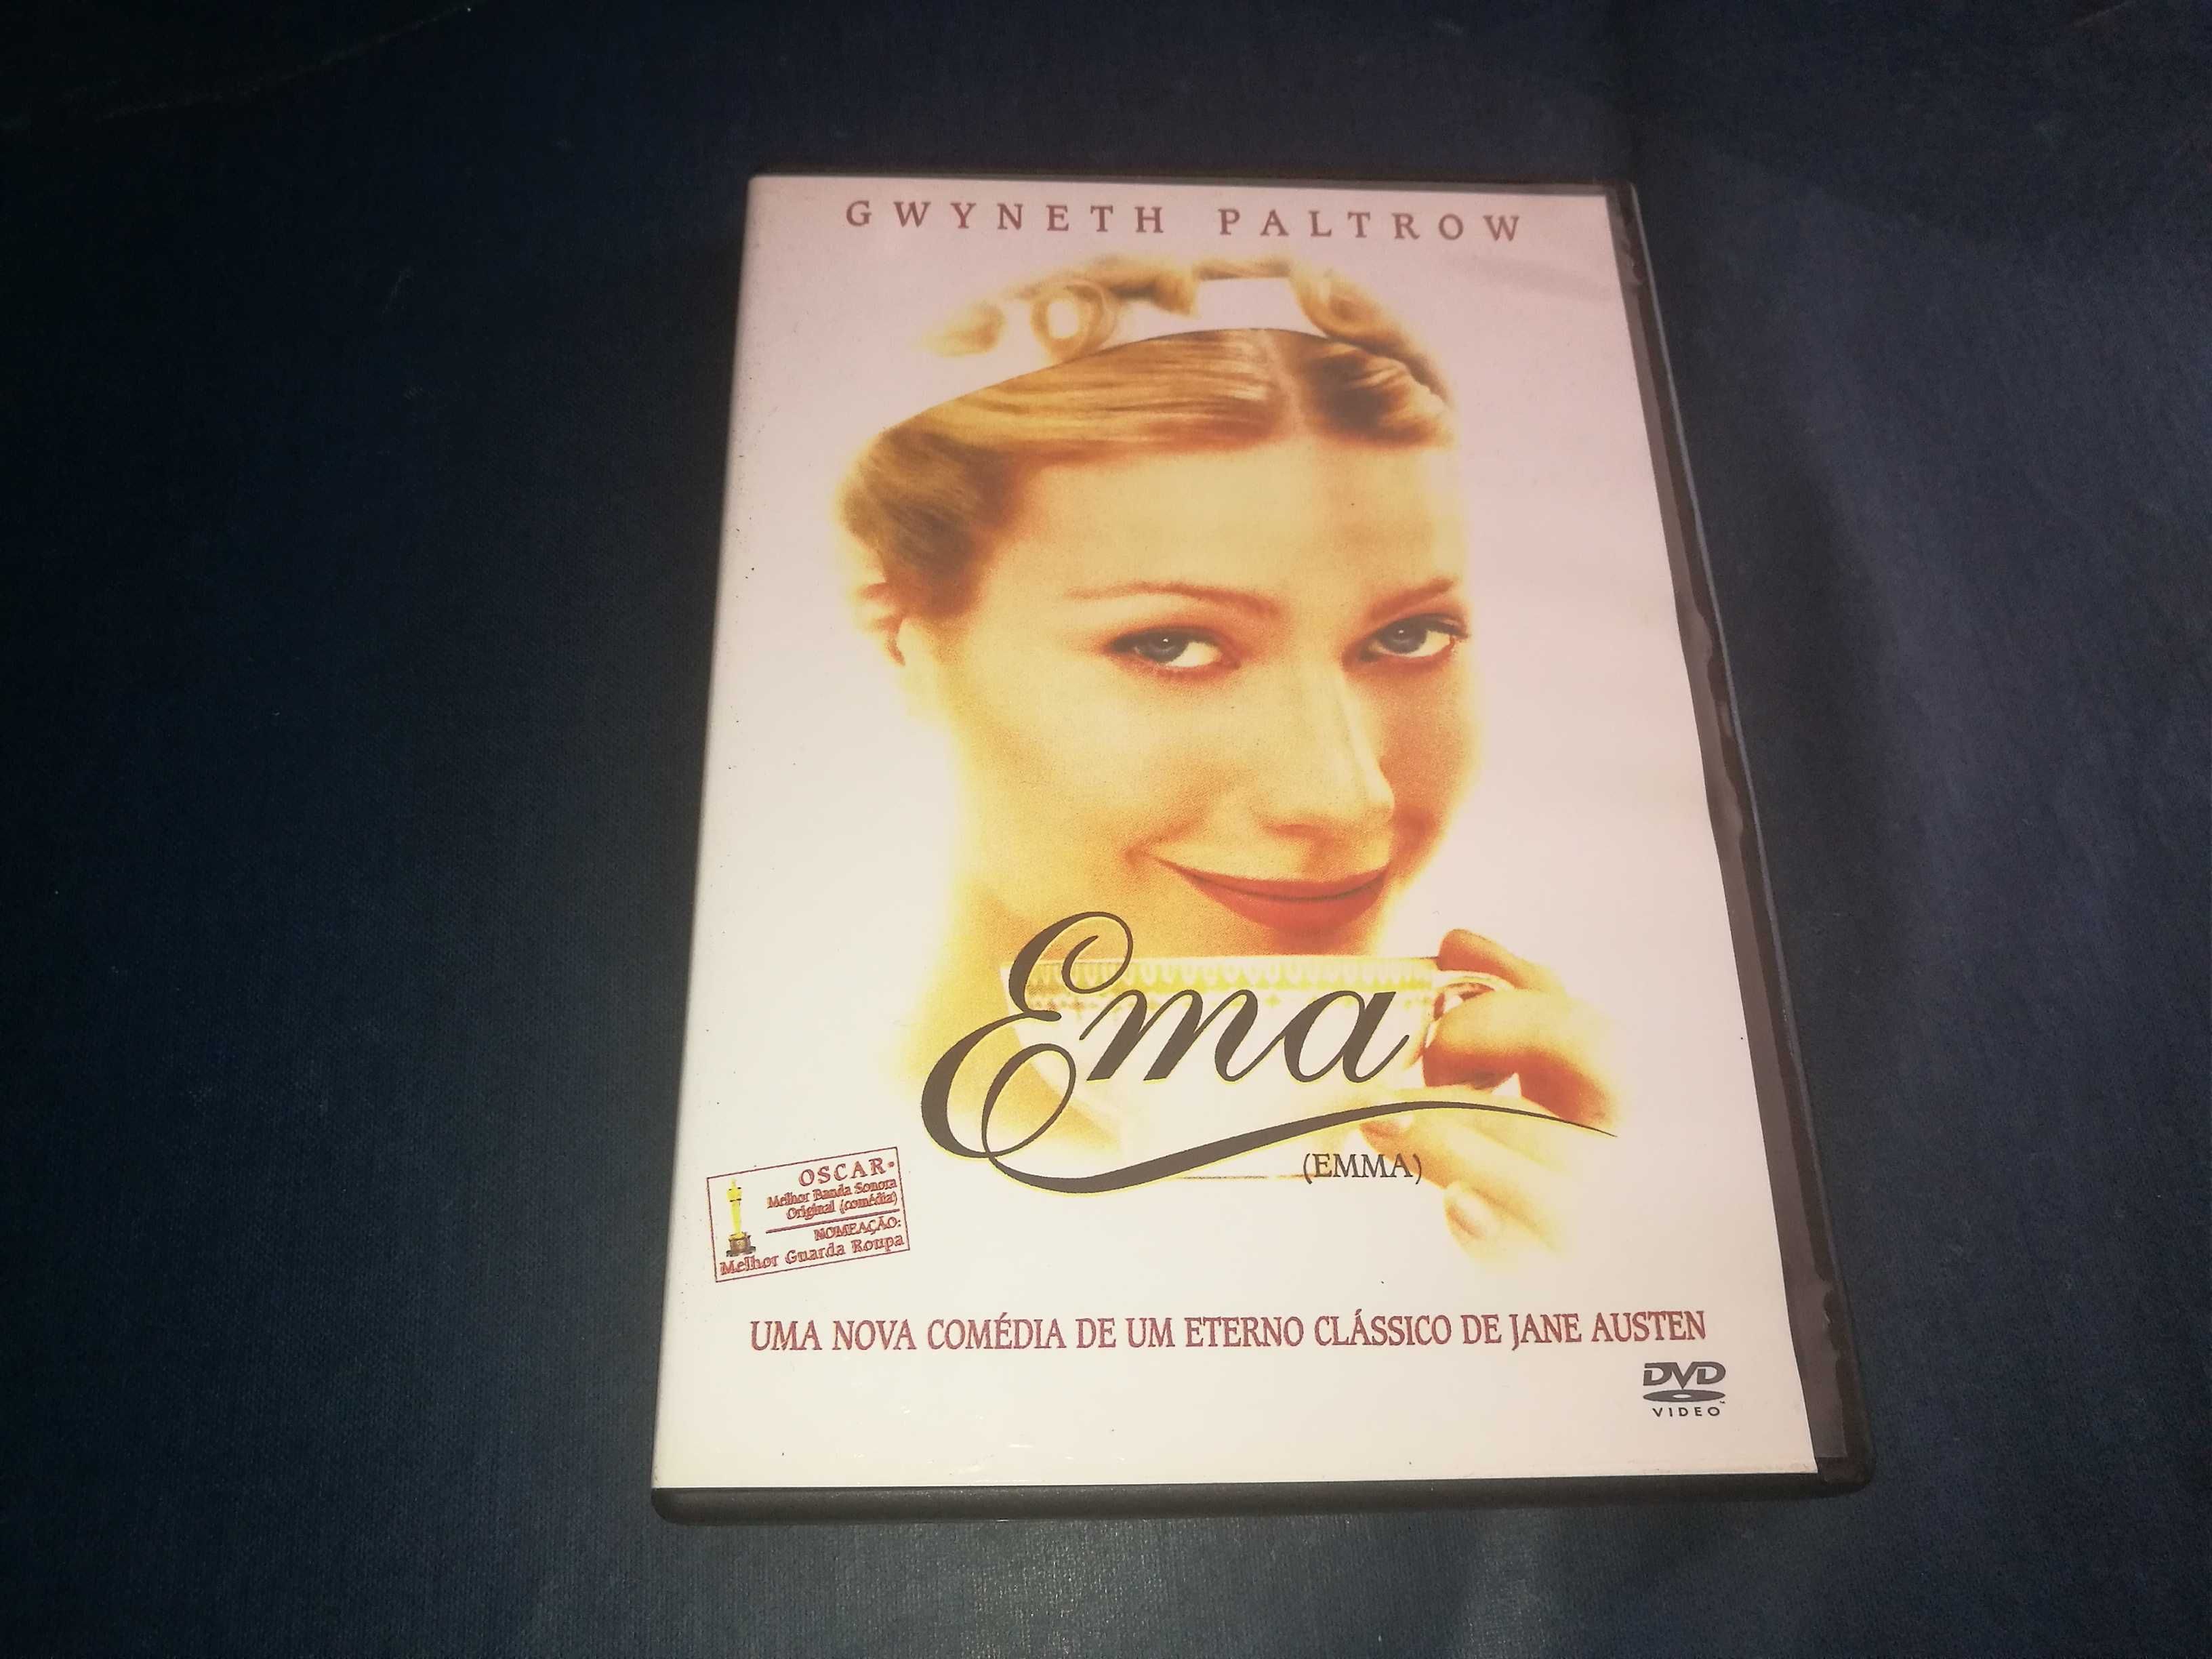 GWYNETH PALTROW
Ema
(EMMA)
OSCAR
Melhor Banda Sonora
Original (comédia)
NOMEAÇÃO:
Melhor Guarda Roupa
UMA NOVA COMÉDIA DE UM ETERNO CLÁSSICO DE JANE AUSTEN
DVD
VIDEO